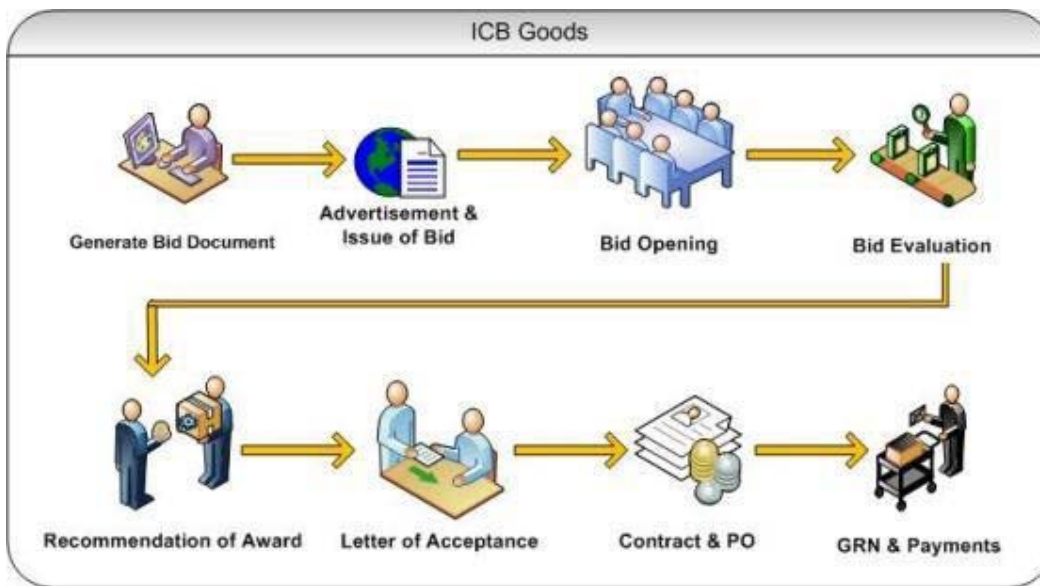 ICB Goods
Generate Bid Document
Advertisement &
Issue of Bid
Bid Opening
Bid Evaluation
Recommendation of Award
Letter of Acceptance
Contract & PO
GRN & Payments